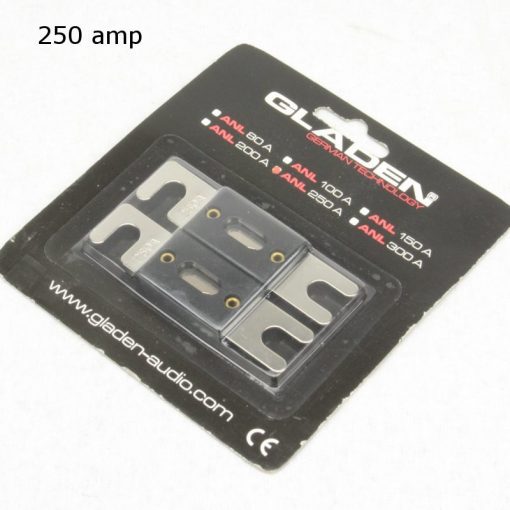 250 amp
GLADEN
GERMAN TECHNOLOGY
ANL 80 A
ANL 100 A
ANL 150 A
ANL 200 A
ANL 250 A
ANL 300 A
www.gladen-audio.com
CE